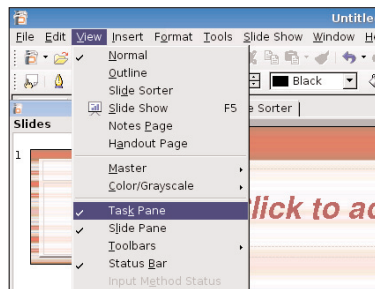 Untitle
File Edit View Insert Format Tools Slide Show Window He
Normal
Outline
Slide Sorter
Slide Show F5
Notes Page
Handout Page
Master
Color/Grayscale
Task Pane
Slide Pane
Toolbars
Status Bar
Input Method Status
Black
e Sorter
Slides
1
lick to ad